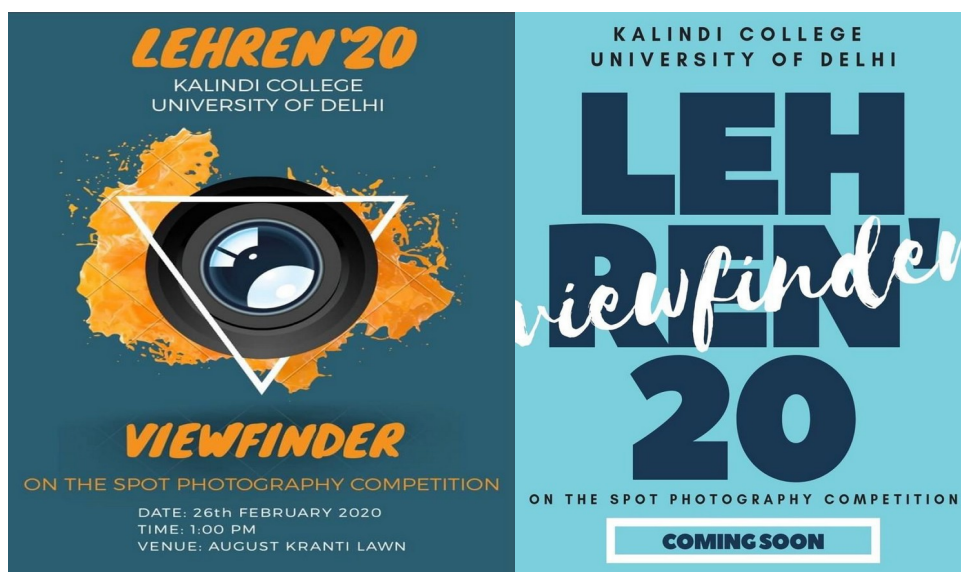 LEHREN'20
KALINDI COLLEGE
UNIVERSITY OF DELHI
VIEWFINDER
ON THE SPOT PHOTOGRAPHY COMPETITION
DATE: 26th FEBRUARY 2020
TIME: 1:00 PM
VENUE: AUGUST KRANTI LAWN
KALINDI COLLEGE
UNIVERSITY OF DELHI
LEH
REN'
viewfinder
20
ON THE SPOT PHOTOGRAPHY COMPETITION
COMING SOON